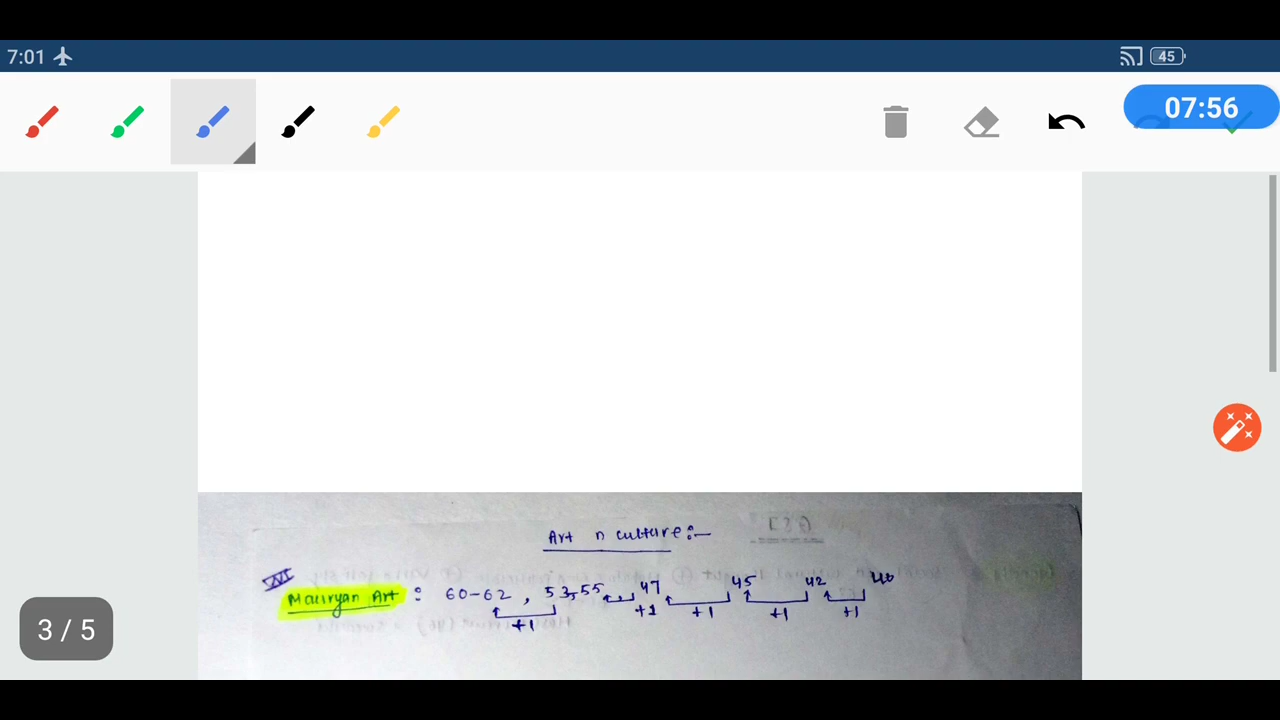 7:01
45
07:56
Art n culture:-
VI
Mauryan Art : 60-62, 53,55 47 45 42 40
+1 +1 +1 +1 +1
3 / 5